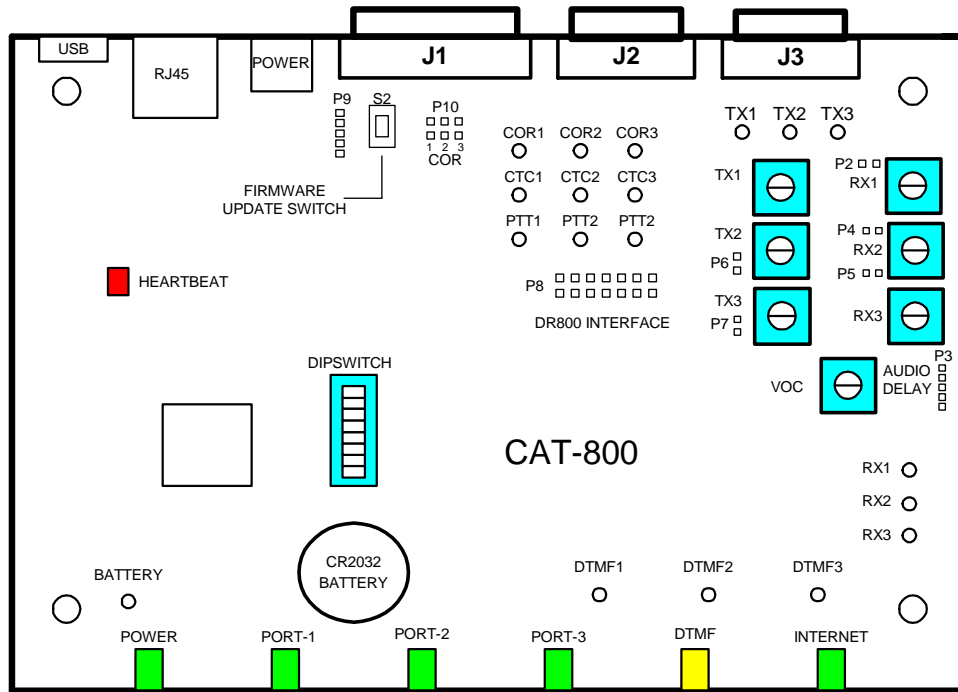 USB
RJ45
POWER
J1
J2
J3
P9
S2
P10
1 2 3
COR
FIRMWARE
UPDATE SWITCH
COR1 COR2 COR3
CTC1 CTC2 CTC3
PTT1 PTT2 PTT2
TX1 TX2 TX3
TX1
P2
RX1
TX2
P6
P4
RX2
P5
TX3
P7
RX3
HEARTBEAT
P8
DR800 INTERFACE
P3
VOC
AUDIO
DELAY
DIPSWITCH
CAT-800
RX1
RX2
RX3
CR2032
BATTERY
BATTERY
DTMF1 DTMF2 DTMF3
POWER PORT-1 PORT-2 PORT-3 DTMF INTERNET